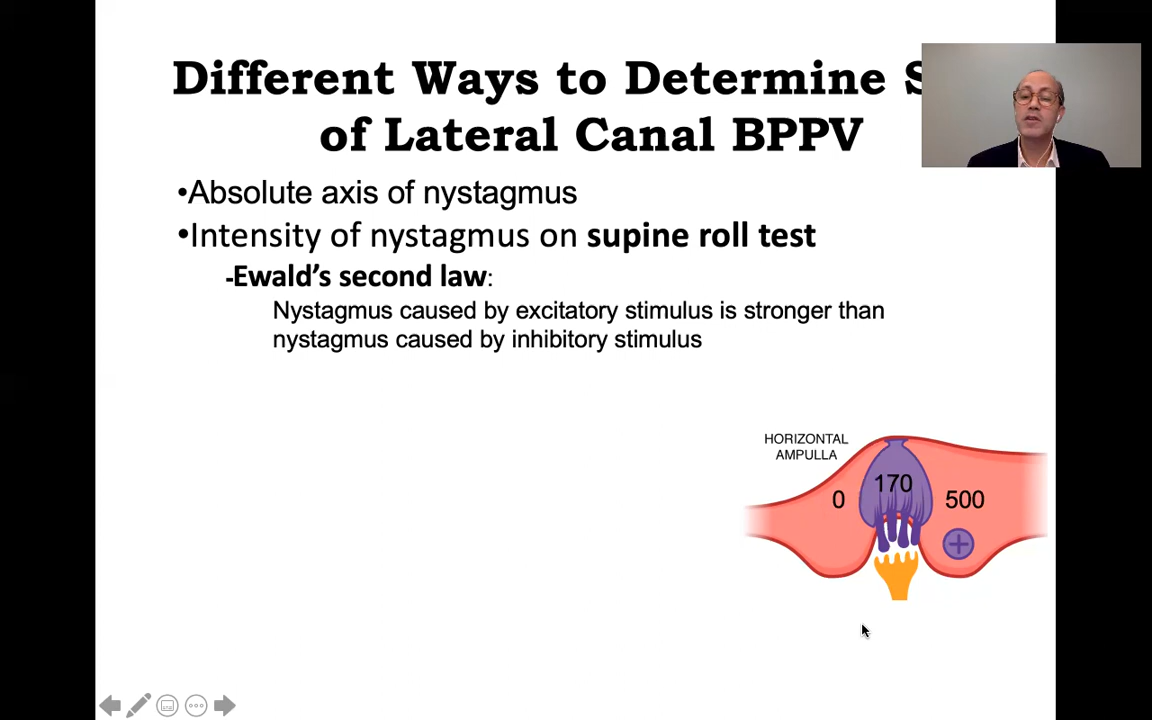 Different Ways to Determine
of Lateral Canal BPPV
•Absolute axis of nystagmus
•Intensity of nystagmus on supine roll test
-Ewald’s second law:
Nystagmus caused by excitatory stimulus is stronger than
nystagmus caused by inhibitory stimulus
HORIZONTAL
AMPULLA
0 170 500
+